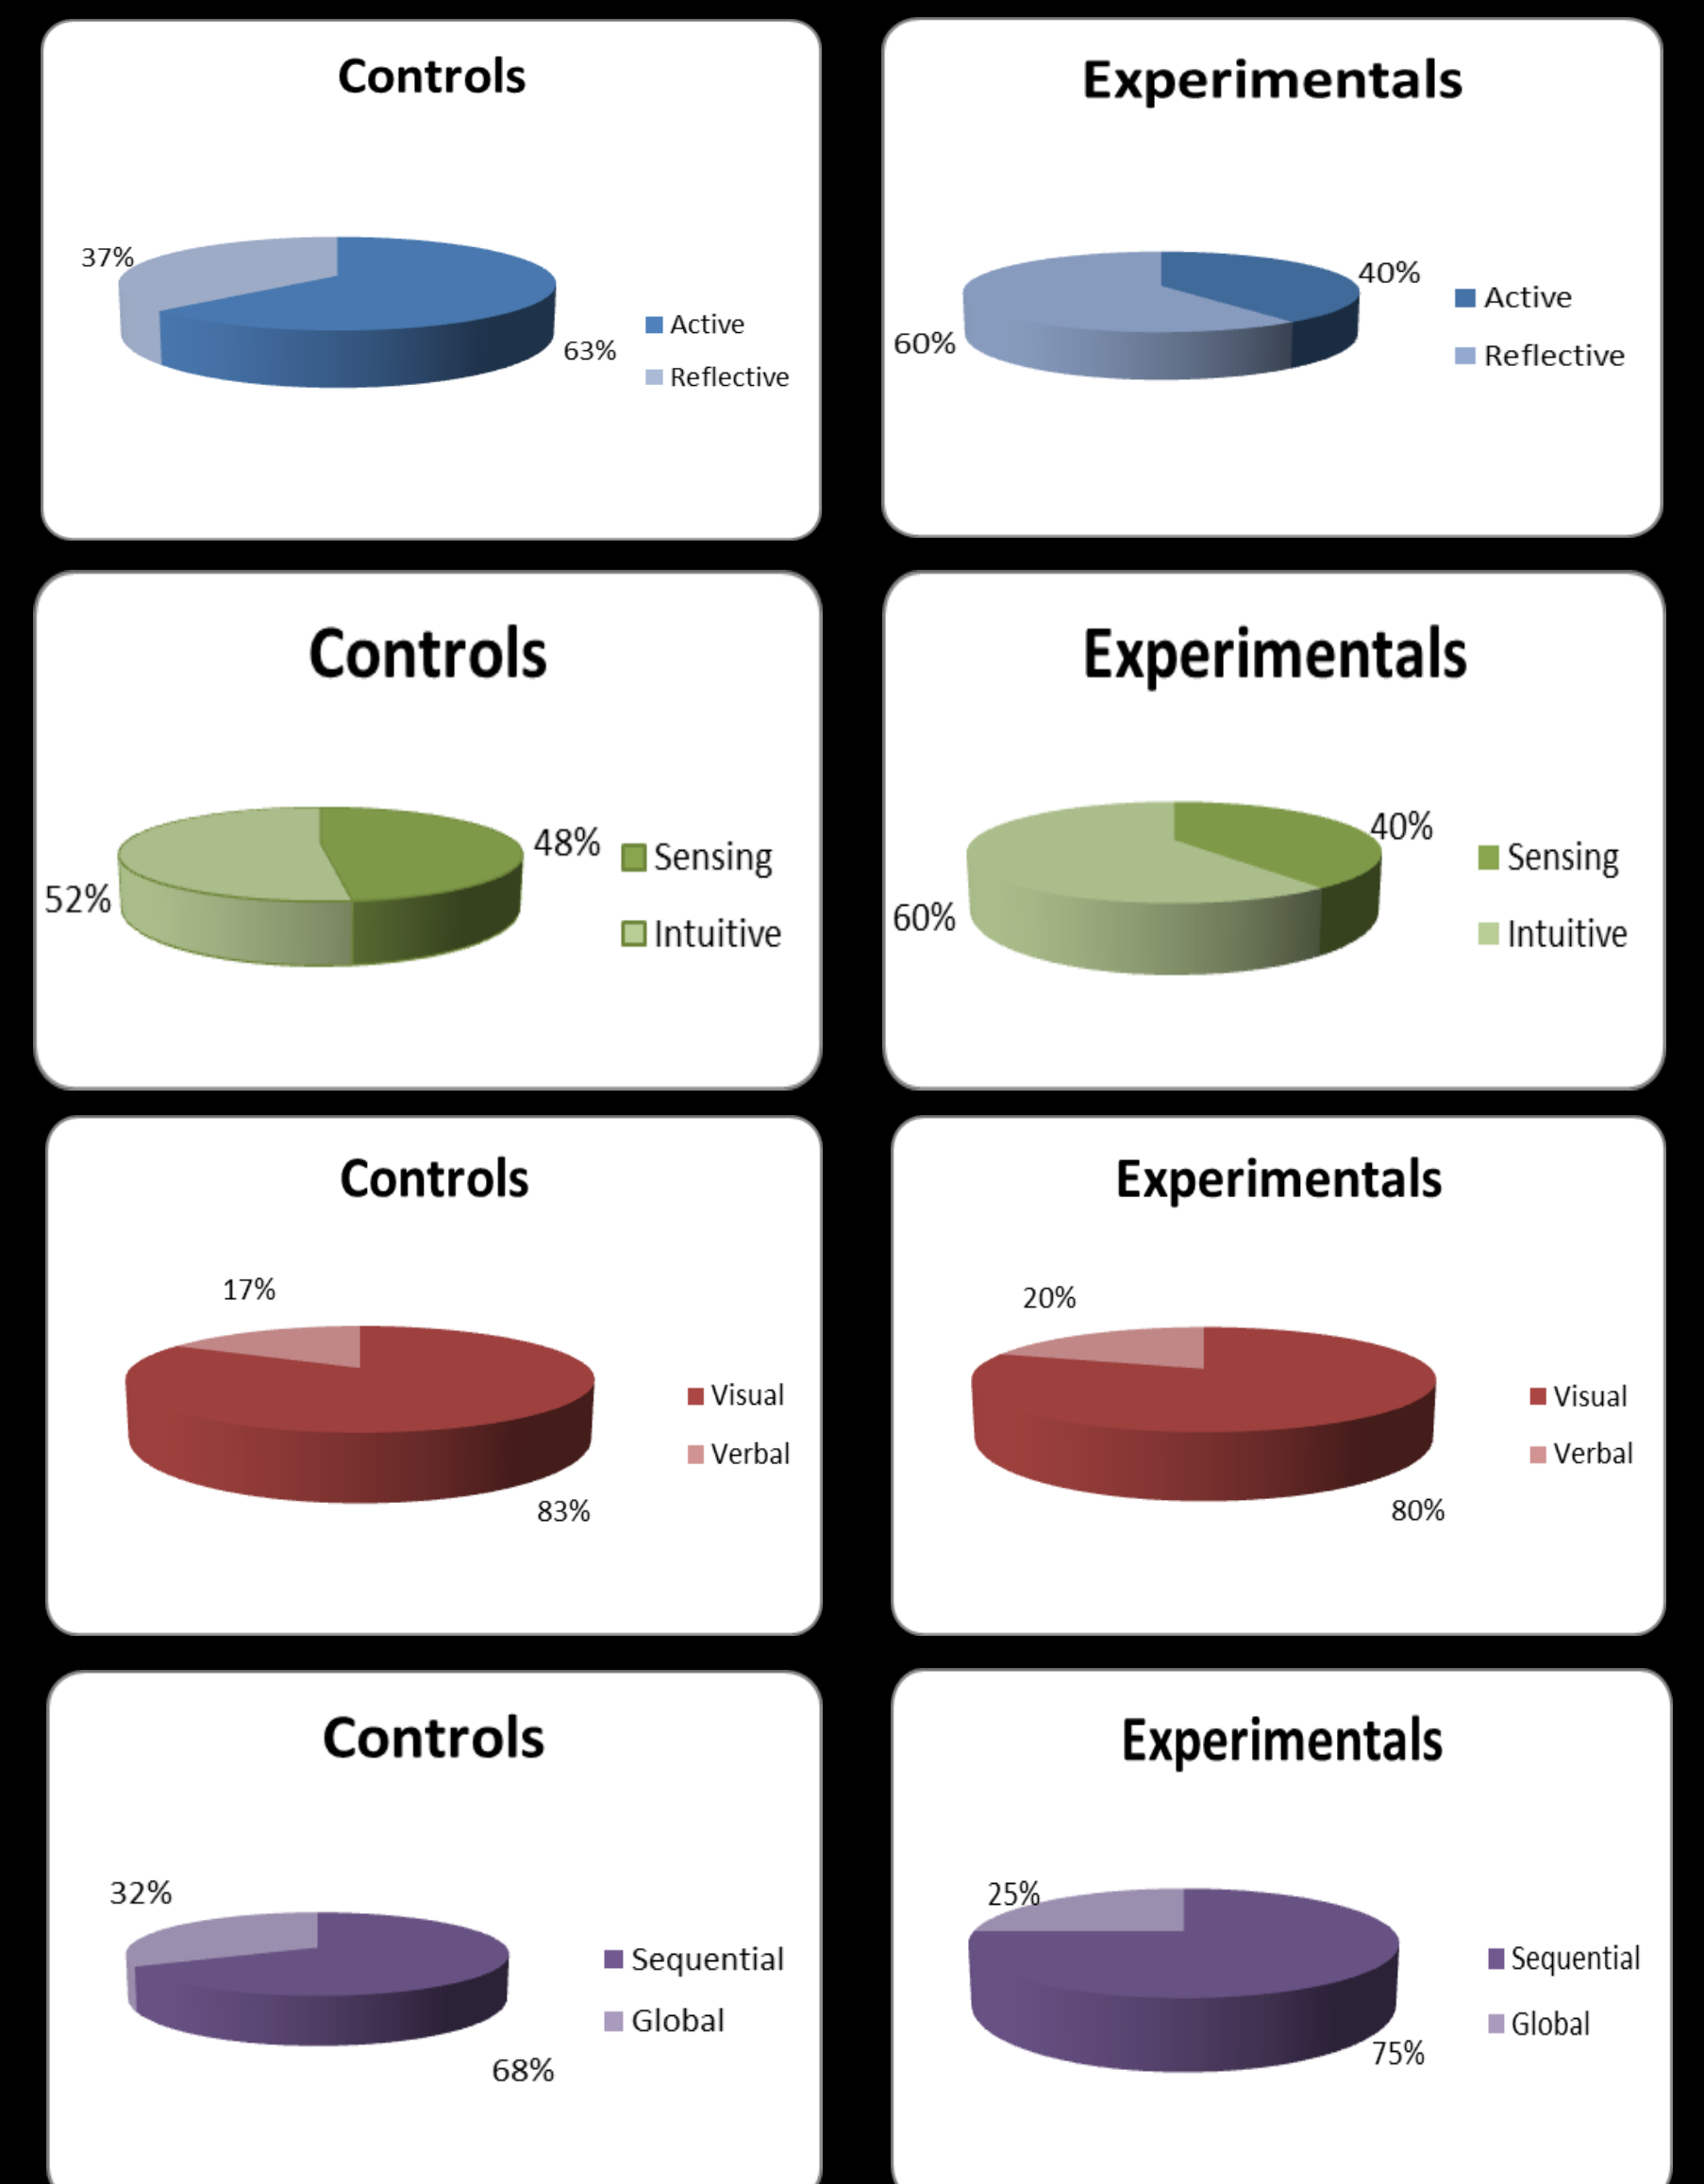 Controls
37%
63%
Active
Reflective
Experimentals
40%
60%
Active
Reflective
Controls
48%
52%
Sensing
Intuitive
Experimentals
40%
60%
Sensing
Intuitive
Controls
17%
83%
Visual
Verbal
Experimentals
20%
80%
Visual
Verbal
Controls
32%
68%
Sequential
Global
Experimentals
25%
75%
Sequential
Global